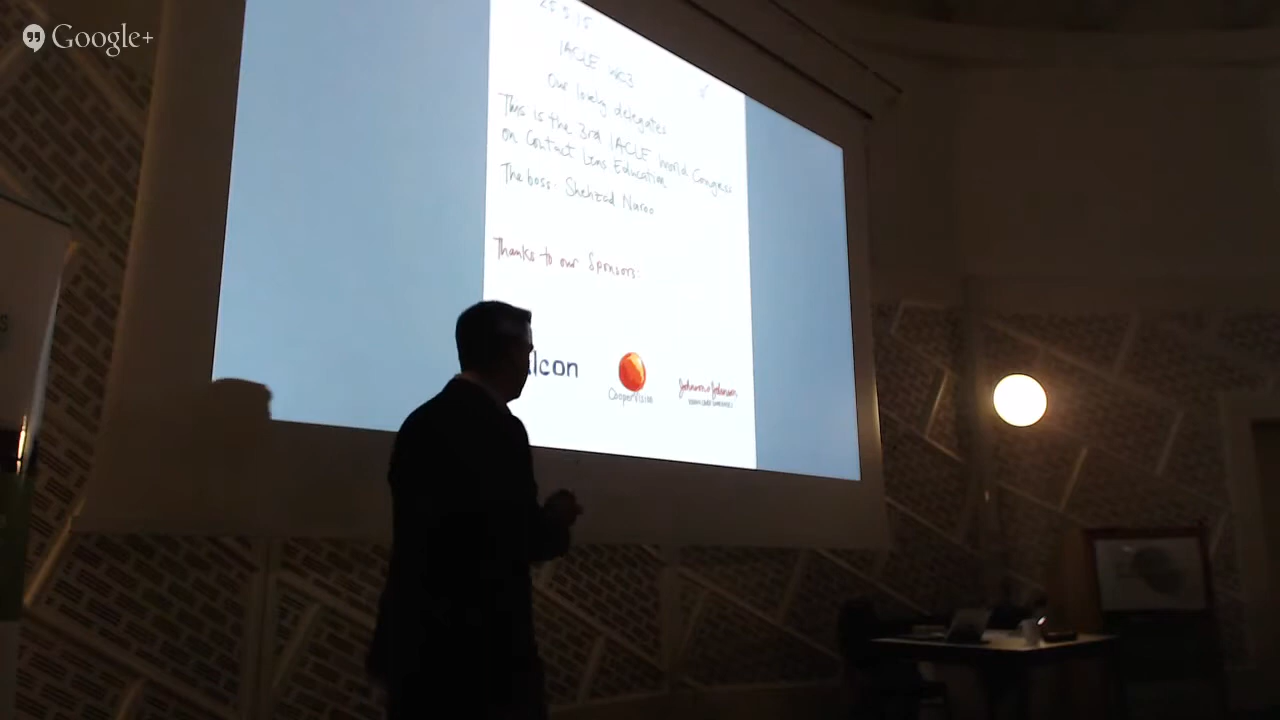 Google+
25.9.15
IACLE WC3
Our lovely delegates
This is the 3rd IACLE World Congress
on Contact Lens Education
The boss: Shehzad Naroo
Thanks to our Sponsors:
lcon
CooperVision
Johnson & Johnson